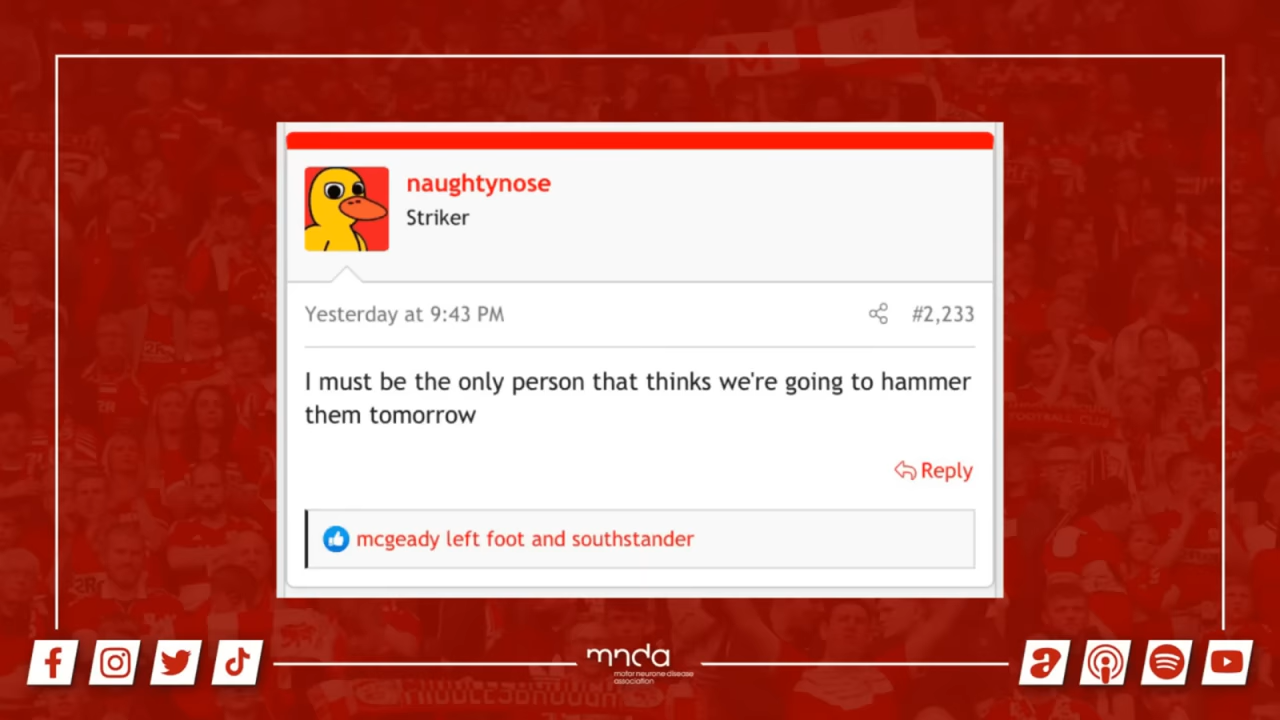 naughtynose
Striker
Yesterday at 9:43 PM
#2,233
I must be the only person that thinks we're going to hammer
them tomorrow
Reply
mcgeady left foot and southstander
mnda
motor neurone disease
association